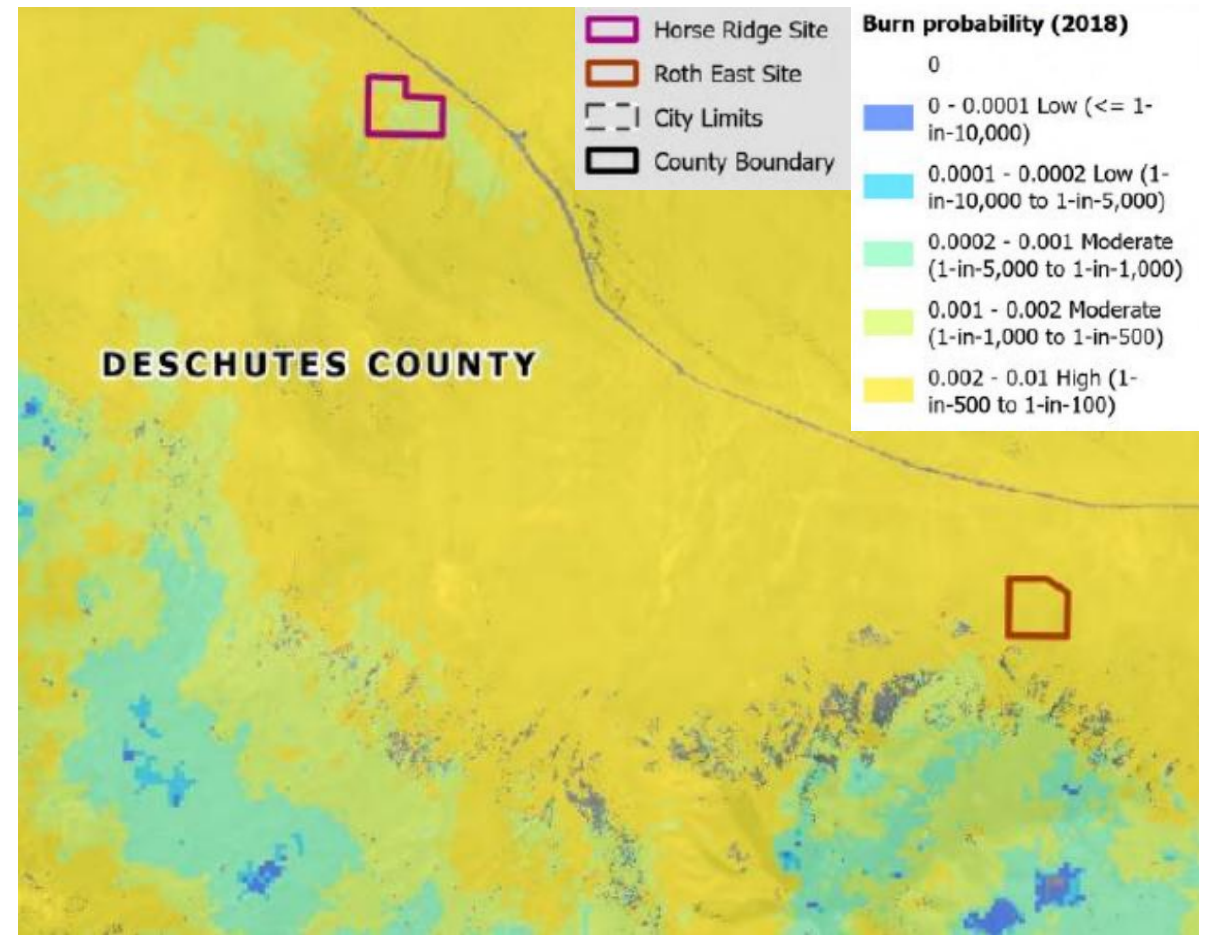 Horse Ridge Site
Roth East Site
City Limits
County Boundary
Burn probability (2018)
0
0 - 0.0001 Low (<= 1-
in-10,000)
0.0001 - 0.0002 Low (1-
in-10,000 to 1-in-5,000)
0.0002 - 0.001 Moderate
(1-in-5,000 to 1-in-1,000)
0.001 - 0.002 Moderate
(1-in-1,000 to 1-in-500)
0.002 - 0.01 High (1-
in-500 to 1-in-100)
DESCHUTES COUNTY